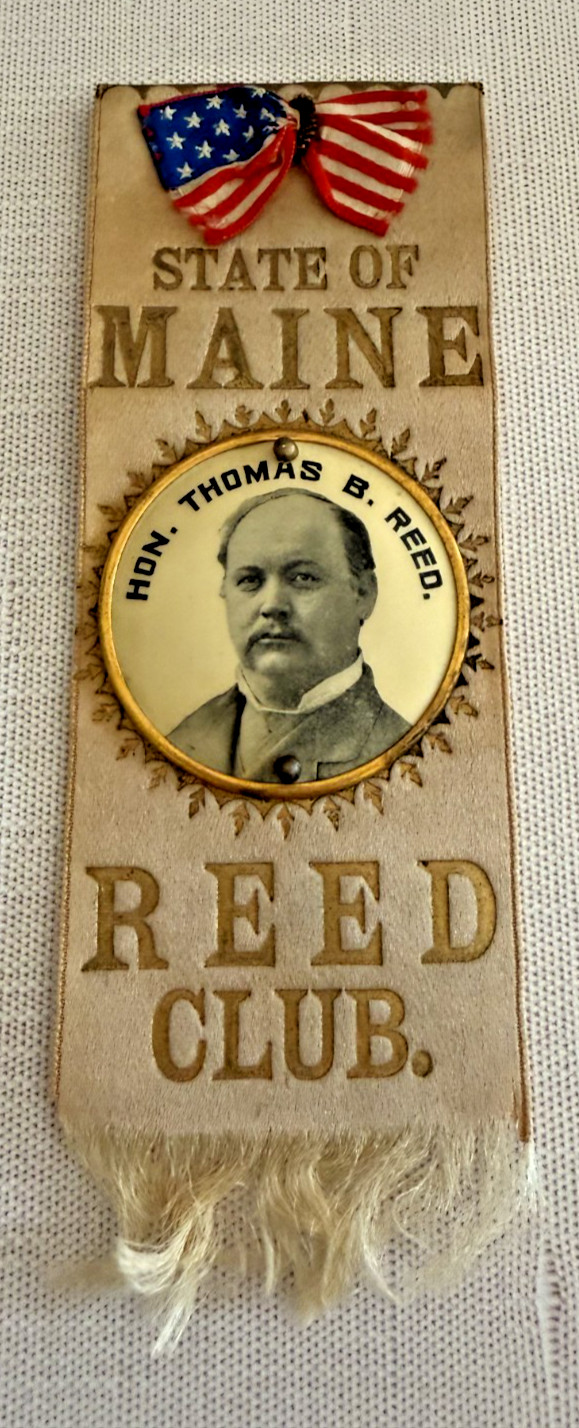 STATE OF
MAINE
HON. THOMAS B. REED.
REED
CLUB.